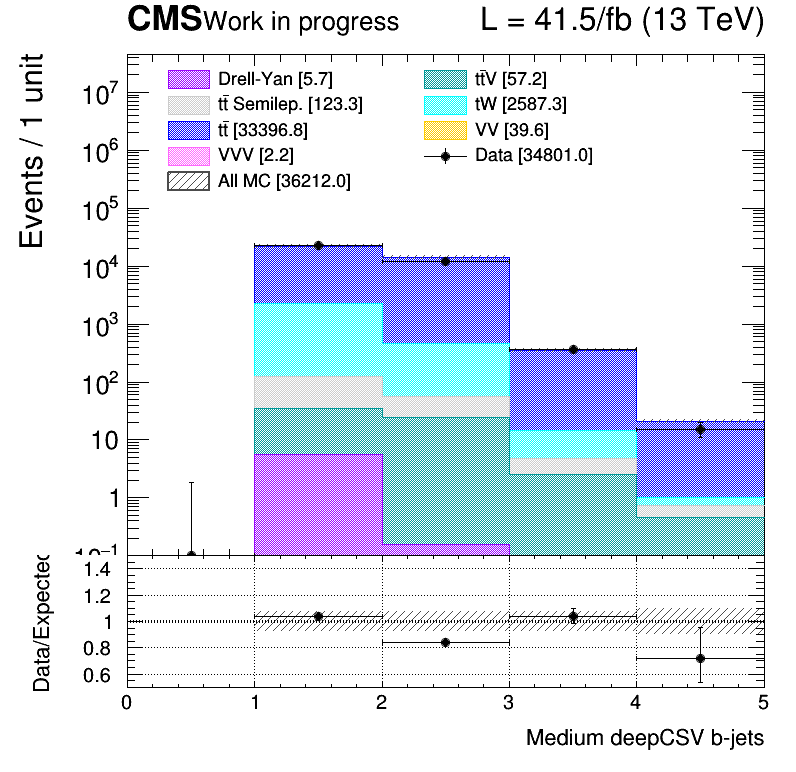 CMS Work in progress L = 41.5/fb (13 TeV)
Events / 1 unit
Drell-Yan [5.7] tt̄V [57.2]
tt̄ Semilep. [123.3] tW [2587.3]
tt̄ [33396.8] VV [39.6]
VVV [2.2] Data [34801.0]
All MC [36212.0]
10⁷
10⁶
10⁵
10⁴
10³
10²
10
1
10⁻¹
Data/Expected
1.4
1.2
1
0.8
0.6
0 1 2 3 4 5
Medium deepCSV b-jets